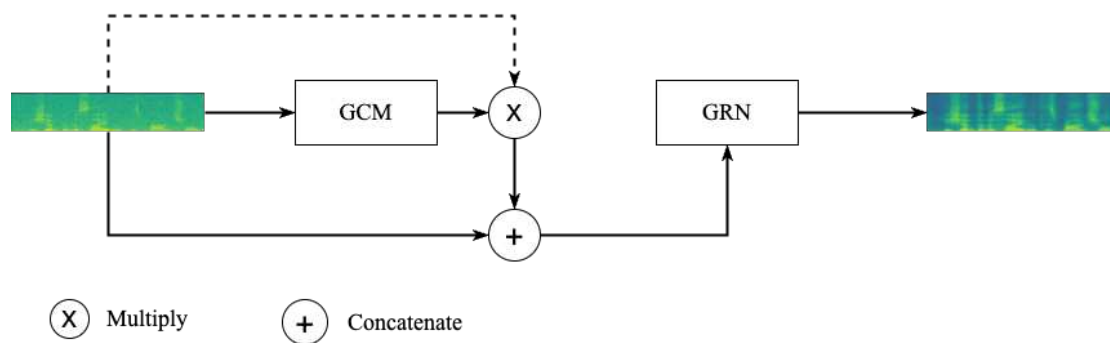 GCM
X
GRN
+
X Multiply
+ Concatenate